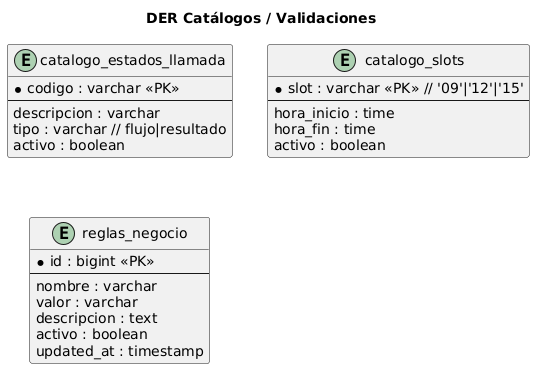 DER Catálogos / Validaciones
E catalogo_estados_llamada
codigo : varchar «PK»
descripcion : varchar
tipo : varchar // flujo|resultado
activo : boolean
E catalogo_slots
slot : varchar «PK» // '09'|'12'|'15'
hora_inicio : time
hora_fin : time
activo : boolean
E reglas_negocio
id : bigint «PK»
nombre : varchar
valor : varchar
descripcion : text
activo : boolean
updated_at : timestamp